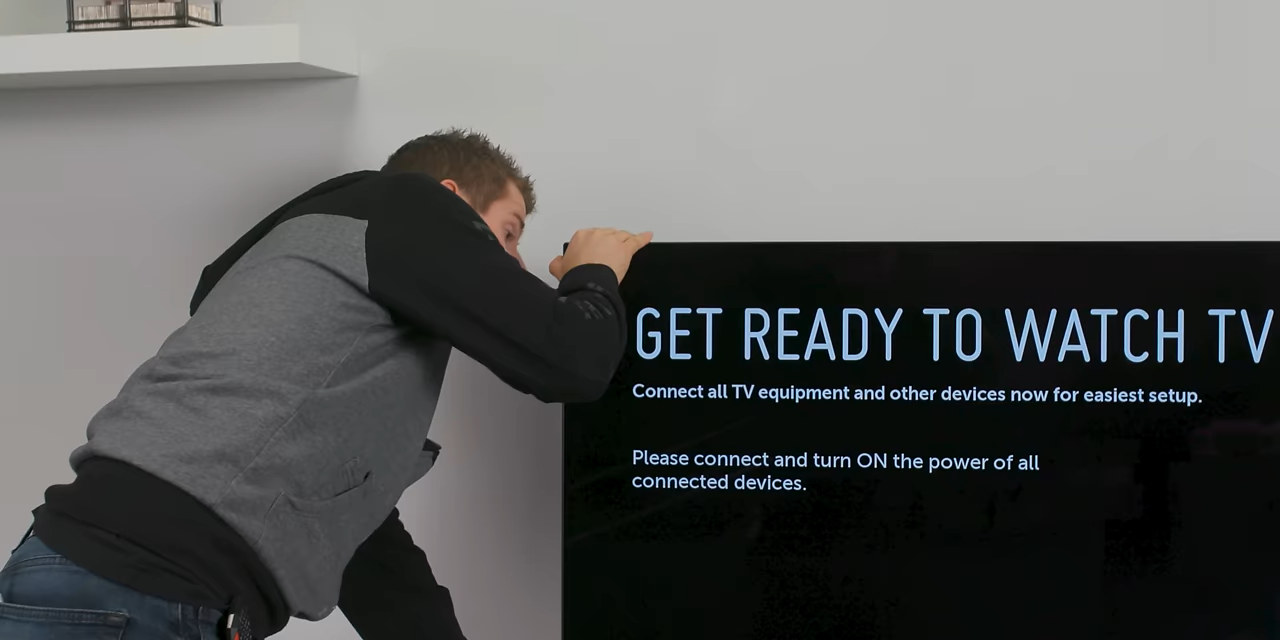 GET READY TO WATCH TV
Connect all TV equipment and other devices now for easiest setup.
Please connect and turn ON the power of all
connected devices.